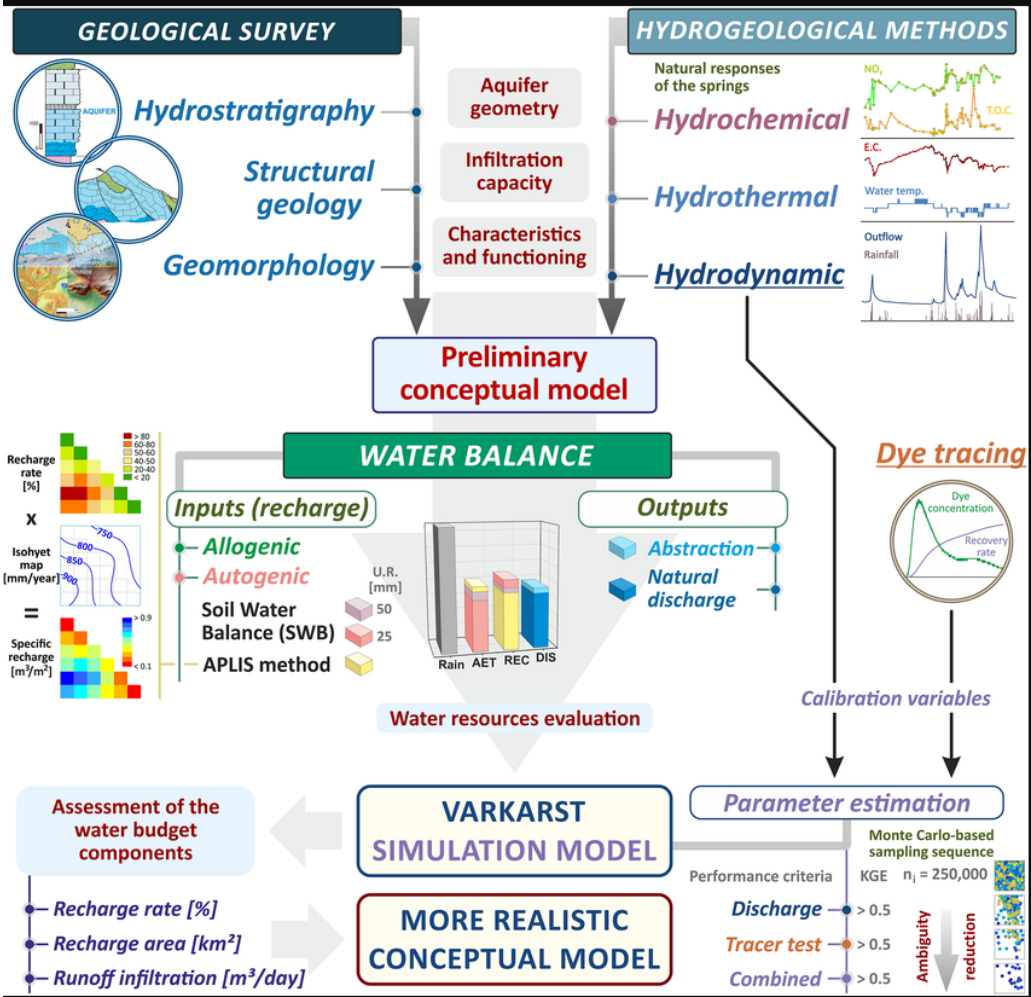 GEOLOGICAL SURVEY
HYDROGEOLOGICAL METHODS
AQUIFER
100
0
Hydrostratigraphy
Structural
geology
Geomorphology
Aquifer
geometry
Infiltration
capacity
Characteristics
and functioning
Natural responses
of the springs
Hydrochemical
Hydrothermal
Hydrodynamic
NO₃
T.O.C.
E.C.
Water temp.
Outflow
Rainfall
Preliminary
conceptual model
WATER BALANCE
Recharge
rate
[%]
> 80
60-80
50-60
40-50
20-40
< 20
x
Isohyet
map
[mm/year]
750
800
850
900
=
Specific
recharge
[m³/m²]
> 0.9
< 0.1
Inputs (recharge)
Allogenic
Autogenic
Soil Water
Balance (SWB)
APLIS method
U.R.
[mm]
50
25
Rain
AET
REC
DIS
Outputs
Abstraction
Natural
discharge
Dye tracing
Dye
concentration
Recovery
rate
Calibration variables
Water resources evaluation
Assessment of the
water budget
components
Recharge rate [%]
Recharge area [km²]
Runoff infiltration [m³/day]
VARKARST
SIMULATION MODEL
MORE REALISTIC
CONCEPTUAL MODEL
Parameter estimation
Monte Carlo-based
sampling sequence
Performance criteria
KGE
nᵢ = 250,000
Discharge
> 0.5
Tracer test
> 0.5
Combined
> 0.5
Ambiguity
reduction